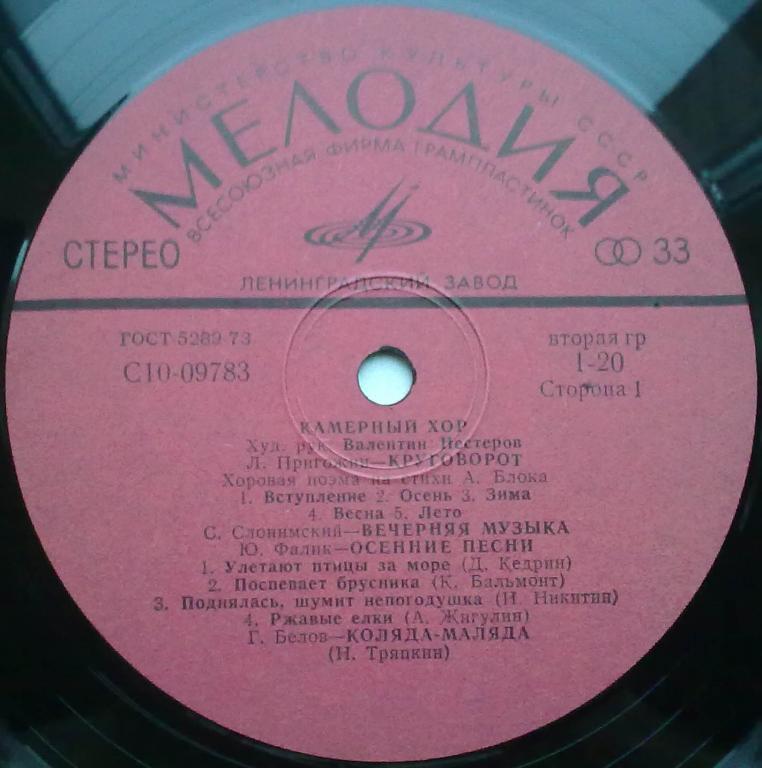 МИНИСТЕРСТВО КУЛЬТУРЫ СССР
МЕЛОДИЯ
ВСЕСОЮЗНАЯ ФИРМА ГРАМПЛАСТИНОК
СТЕРЕО
33
ЛЕНИНГРАДСКИЙ ЗАВОД
ГОСТ 5289-73
вторая гр
С10-09783
1-20
Сторона 1
КАМЕРНЫЙ ХОР
Худ. рук. Валентин Нестеров
Л. Пригожин—КРУГОВОРОТ
Хоровая поэма на стихи А. Блока
1. Вступление 2. Осень 3. Зима
4. Весна 5. Лето
С. Слонимский—ВЕЧЕРНЯЯ МУЗЫКА
Ю. Фалик—ОСЕННИЕ ПЕСНИ
1. Улетают птицы за море (Д. Кедрин)
2. Поспевает брусника (К. Бальмонт)
3. Поднялась, шумит непогодушка (И. Никитин)
4. Ржавые елки (А. Жигулин)
Г. Белов—КОЛЯДА-МАЛЯДА
(Н. Тряпкин)